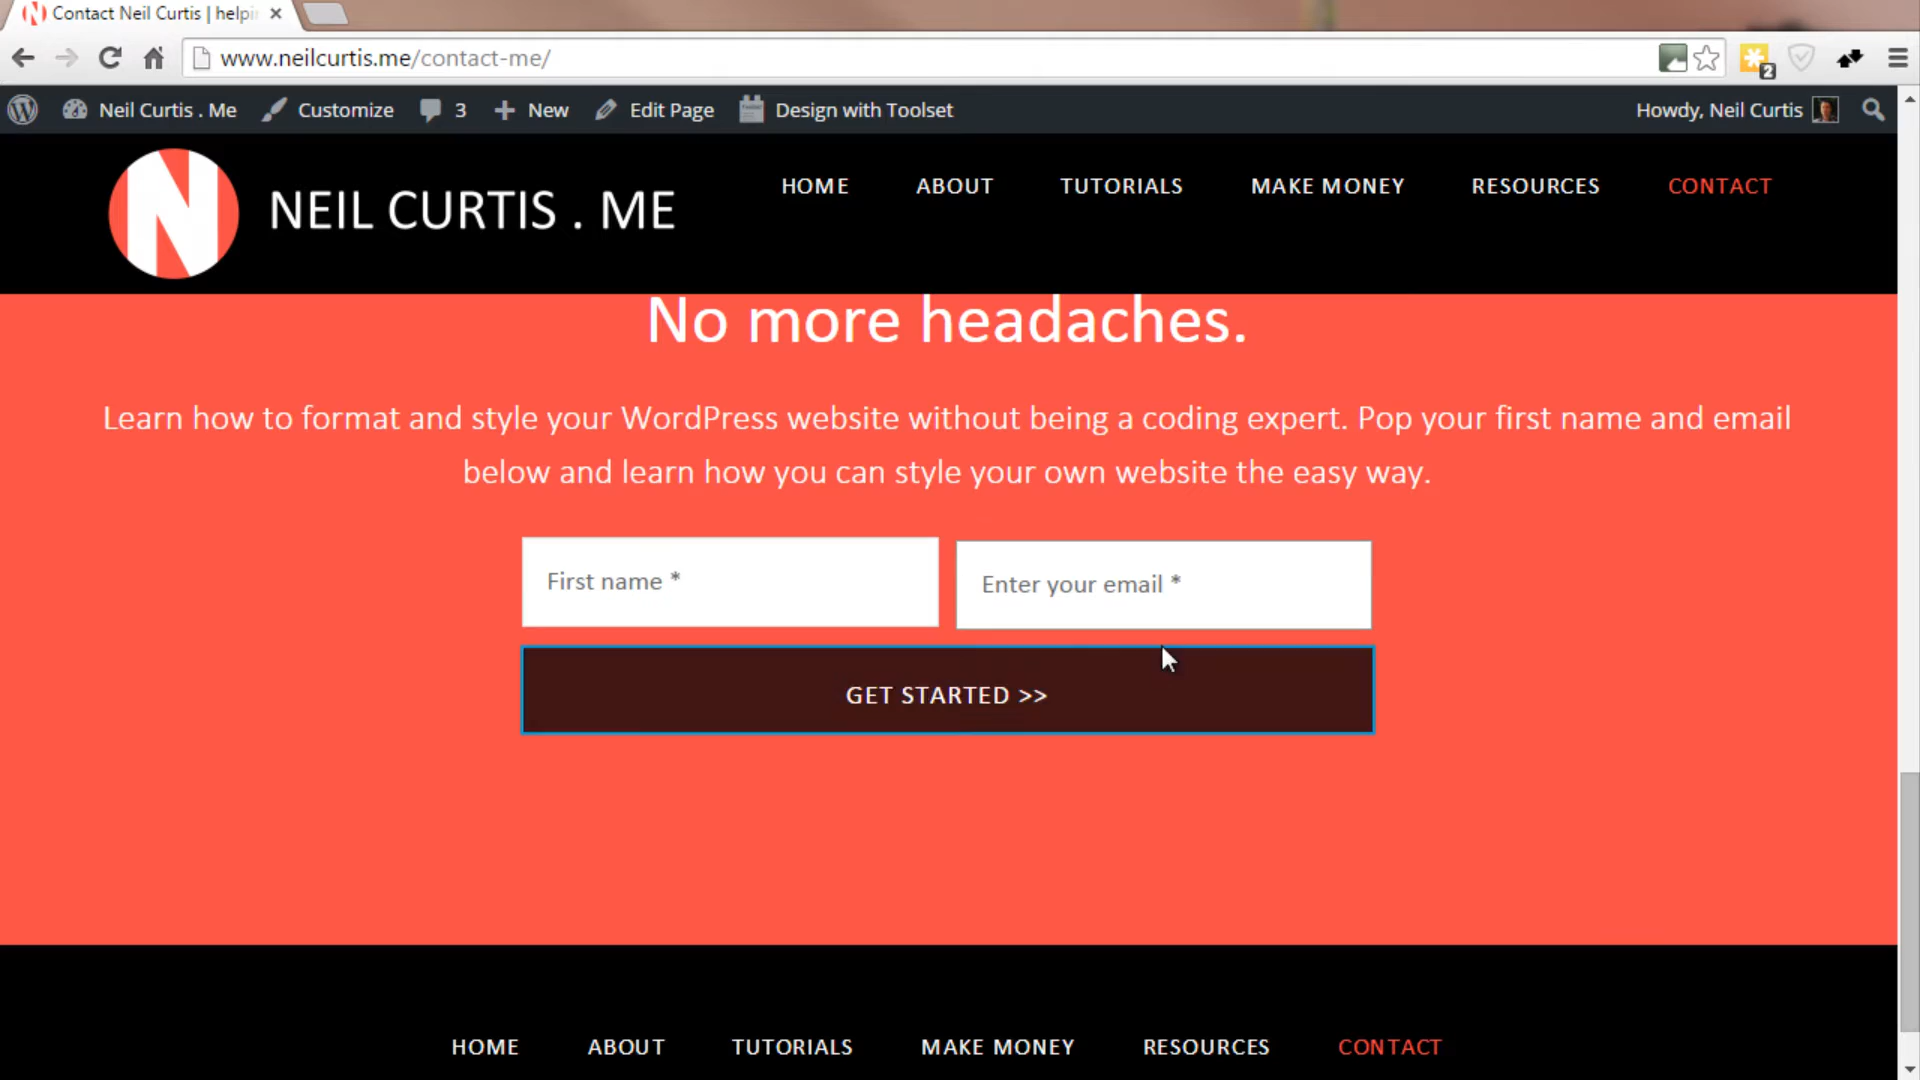 Contact Neil Curtis | helpi
www.neilcurtis.me/contact-me/
2
Neil Curtis . Me Customize 3 New Edit Page Design with Toolset Howdy, Neil Curtis
N NEIL CURTIS . ME
HOME ABOUT TUTORIALS MAKE MONEY RESOURCES CONTACT
No more headaches.
Learn how to format and style your WordPress website without being a coding expert. Pop your first name and email
below and learn how you can style your own website the easy way.
First name * Enter your email *
GET STARTED >>
HOME ABOUT TUTORIALS MAKE MONEY RESOURCES CONTACT